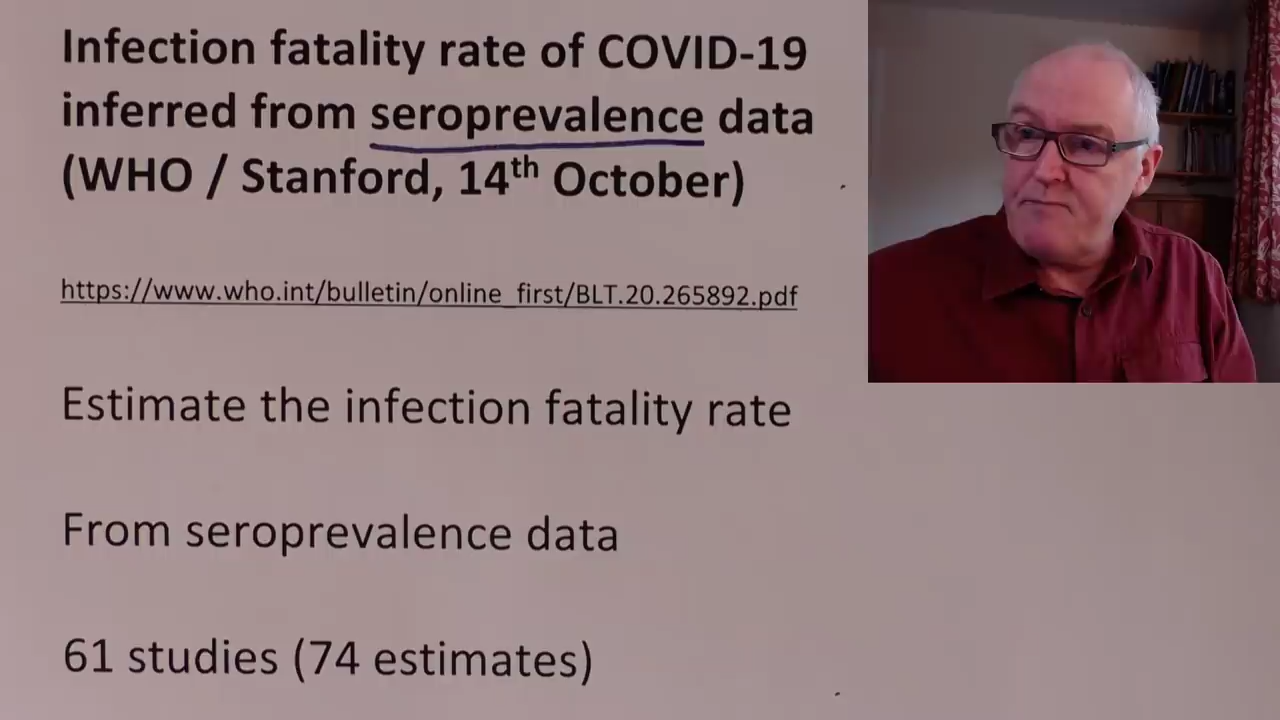 Infection fatality rate of COVID-19
inferred from seroprevalence data
(WHO / Stanford, 14th October)
https://www.who.int/bulletin/online_first/BLT.20.265892.pdf
Estimate the infection fatality rate
From seroprevalence data
61 studies (74 estimates)